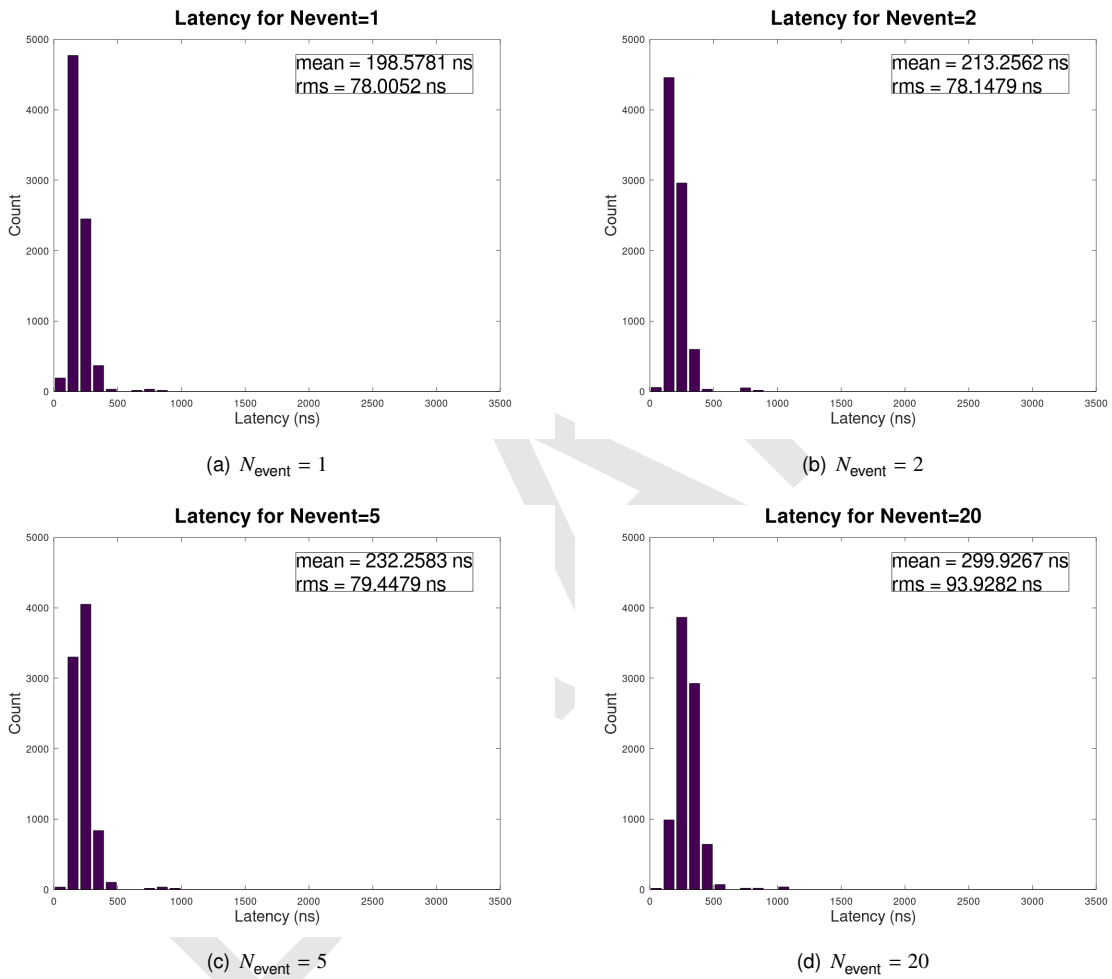 Latency for Nevent=1
5000
4000
3000
2000
1000
0
Count
mean = 198.5781 ns
rms = 78.0052 ns
0 500 1000 1500 2000 2500 3000 3500
Latency (ns)
(a) N event = 1
Latency for Nevent=2
5000
4000
3000
2000
1000
0
Count
mean = 213.2562 ns
rms = 78.1479 ns
0 500 1000 1500 2000 2500 3000 3500
Latency (ns)
(b) N event = 2
Latency for Nevent=5
5000
4000
3000
2000
1000
0
Count
mean = 232.2583 ns
rms = 79.4479 ns
0 500 1000 1500 2000 2500 3000 3500
Latency (ns)
(c) N event = 5
Latency for Nevent=20
5000
4000
3000
2000
1000
0
Count
mean = 299.9267 ns
rms = 93.9282 ns
0 500 1000 1500 2000 2500 3000 3500
Latency (ns)
(d) N event = 20